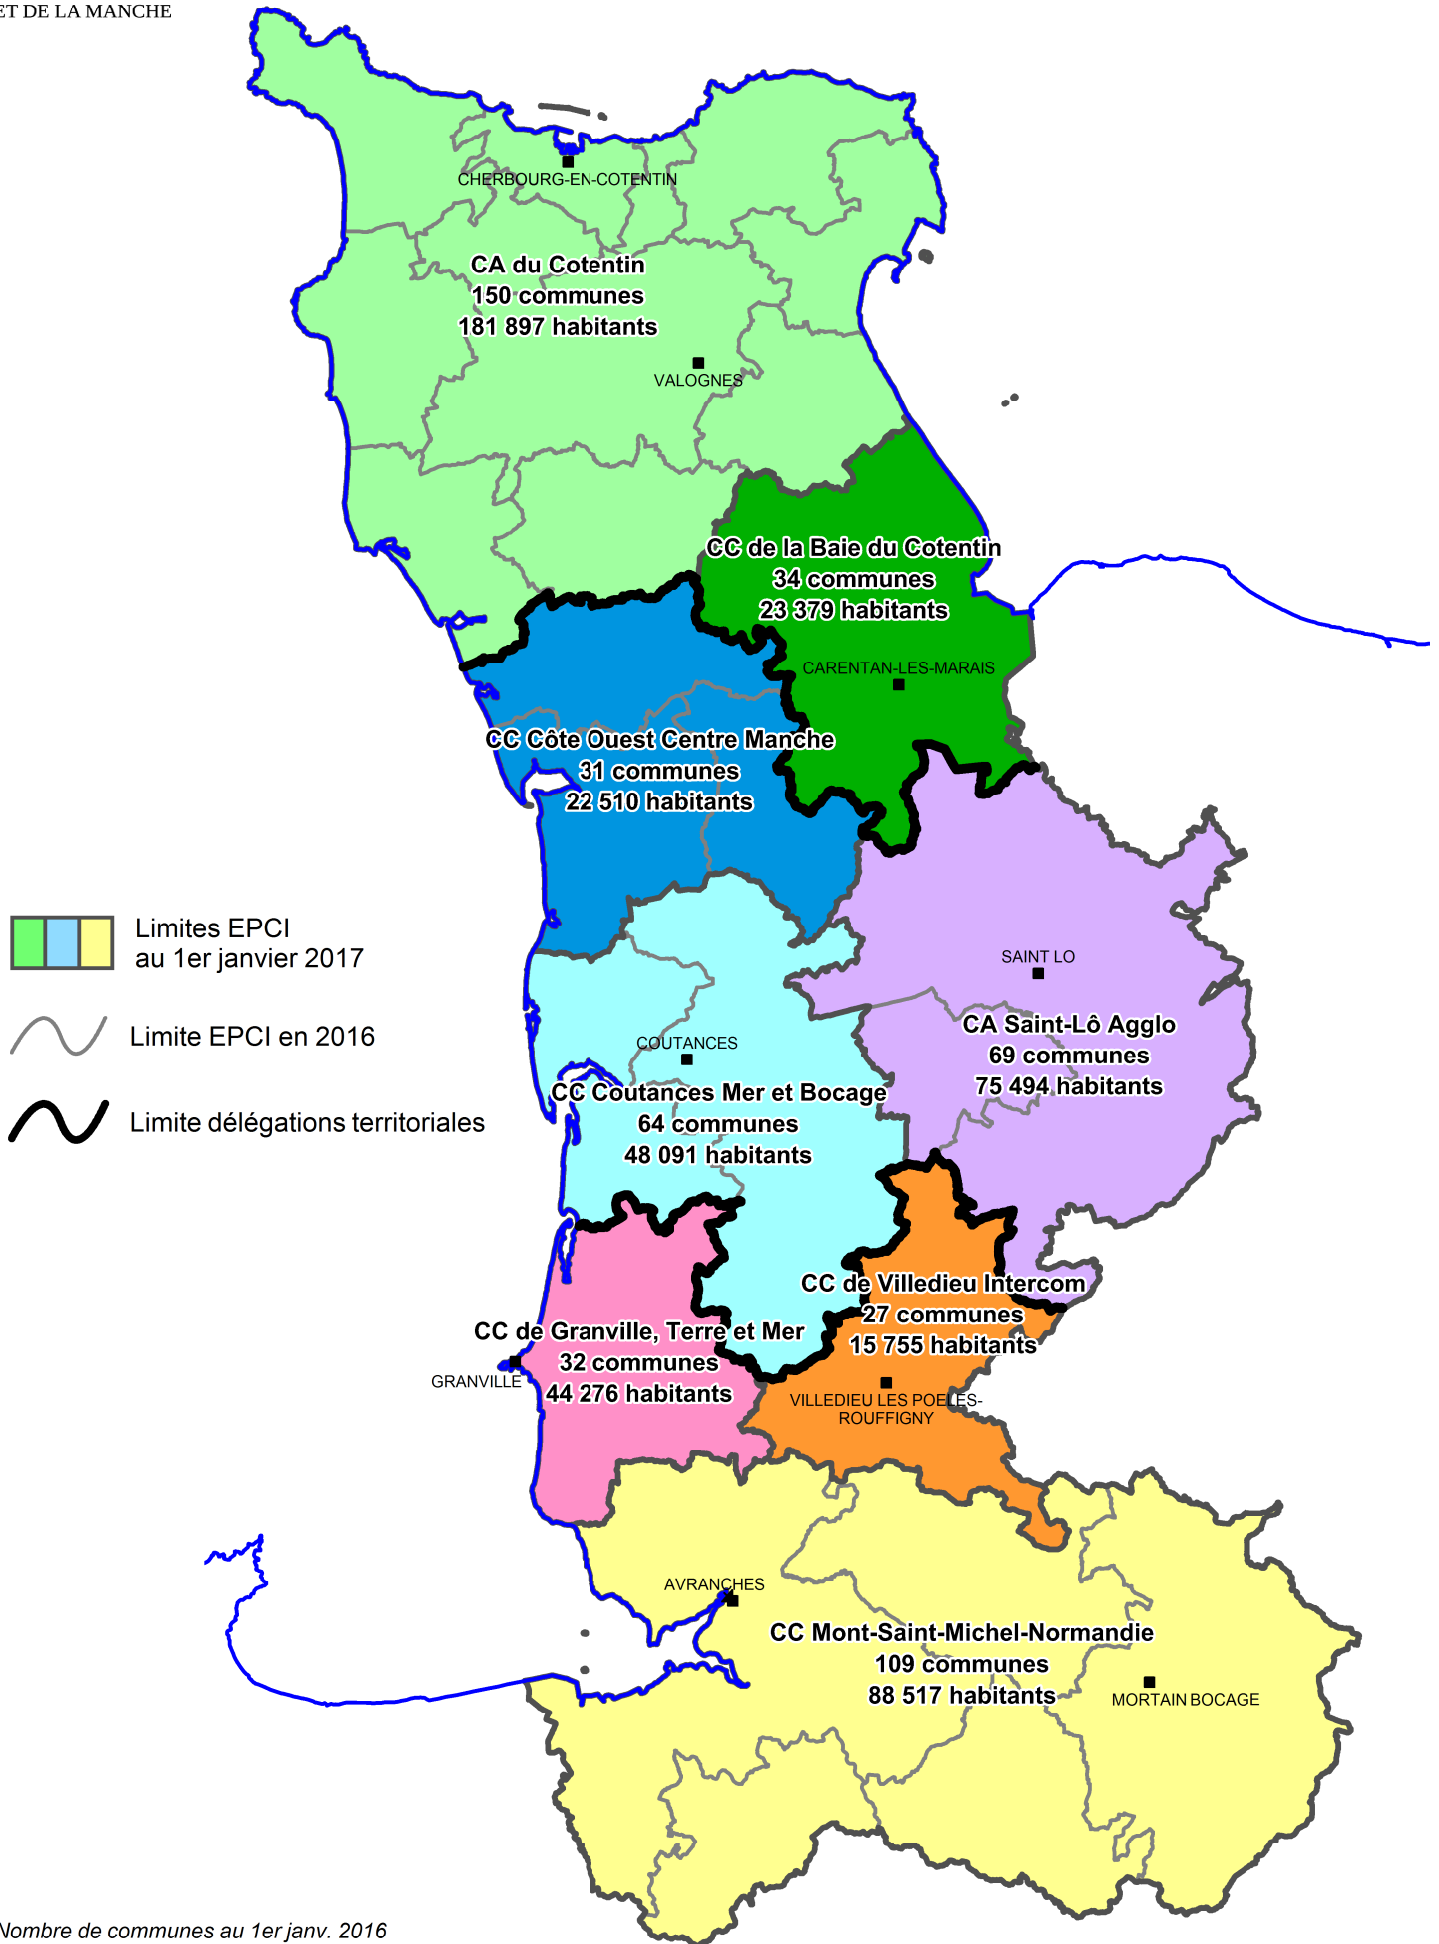 ET DE LA MANCHE
CHERBOURG-EN-COTENTIN
CA du Cotentin
150 communes
181 897 habitants
VALOGNES
CC de la Baie du Cotentin
34 communes
23 379 habitants
CARENTAN-LES-MARAIS
CC Côte Ouest Centre Manche
31 communes
22 510 habitants
Limites EPCI
au 1er janvier 2017
Limite EPCI en 2016
Limite délégations territoriales
SAINT LO
CA Saint-Lô Agglo
69 communes
75 494 habitants
COUTANCES
CC Coutances Mer et Bocage
64 communes
48 091 habitants
CC de Villedieu Intercom
27 communes
15 755 habitants
CC de Granville, Terre et Mer
32 communes
44 276 habitants
GRANVILLE
VILLEDIEU LES POELES-
ROUFFIGNY
AVRANCHES
CC Mont-Saint-Michel-Normandie
109 communes
88 517 habitants
MORTAIN BOCAGE
Nombre de communes au 1er janv. 2016